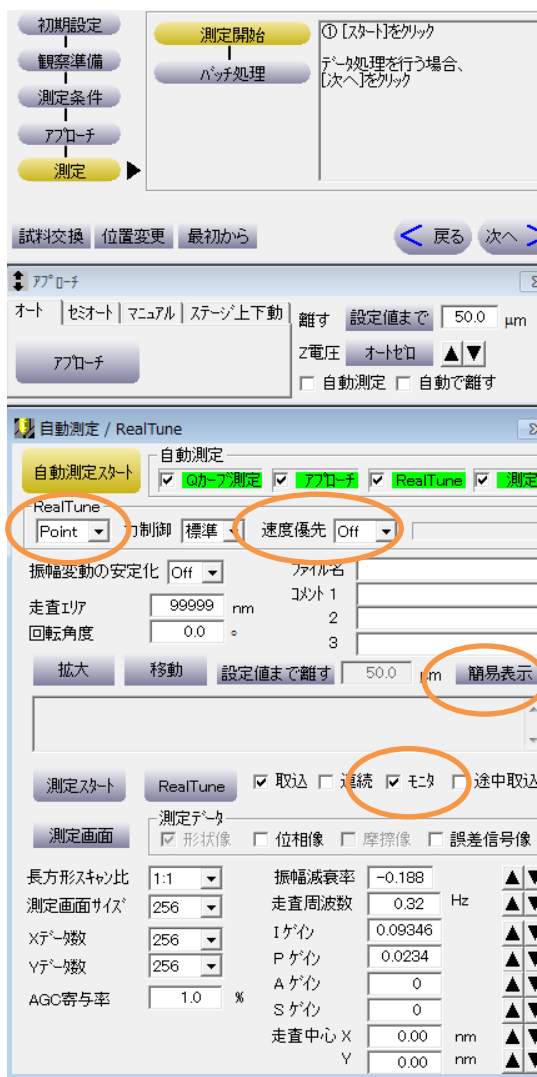 初期設定
観察準備
測定条件
アプローチ
測定
測定開始
バッチ処理
① [スタート]をクリック
データ処理を行う場合、
[次へ]をクリック
試料交換 位置変更 最初から
< 戻る 次へ >
アプローチ
オート セミオート マニュアル ステージ上下動
アプローチ
離す 設定値まで 50.0 μm
Z電圧 オートゼロ ▲ ▼
自動測定 自動で離す
自動測定 / RealTune
自動測定スタート
自動測定
Qカーブ測定 アプローチ RealTune 測定
RealTune
Point 力制御 標準 速度優先 Off
振幅変動の安定化 Off
ファイル名
コメント 1
2
3
走査エリア 99999 nm
回転角度 0.0 °
拡大 移動 設定値まで離す 50.0 μm 簡易表示
測定スタート RealTune 取込 連続 モニタ 途中取込
測定画面
測定データ
形状像 位相像 摩擦像 誤差信号像
長方形スキャン比 1:1
測定画面サイズ 256
Xデータ数 256
Yデータ数 256
AGC寄与率 1.0 %
振幅減衰率 -0.188
走査周波数 0.32 Hz
I ゲイン 0.09346
P ゲイン 0.0234
A ゲイン 0
S ゲイン 0
走査中心 X 0.00 nm
Y 0.00 nm